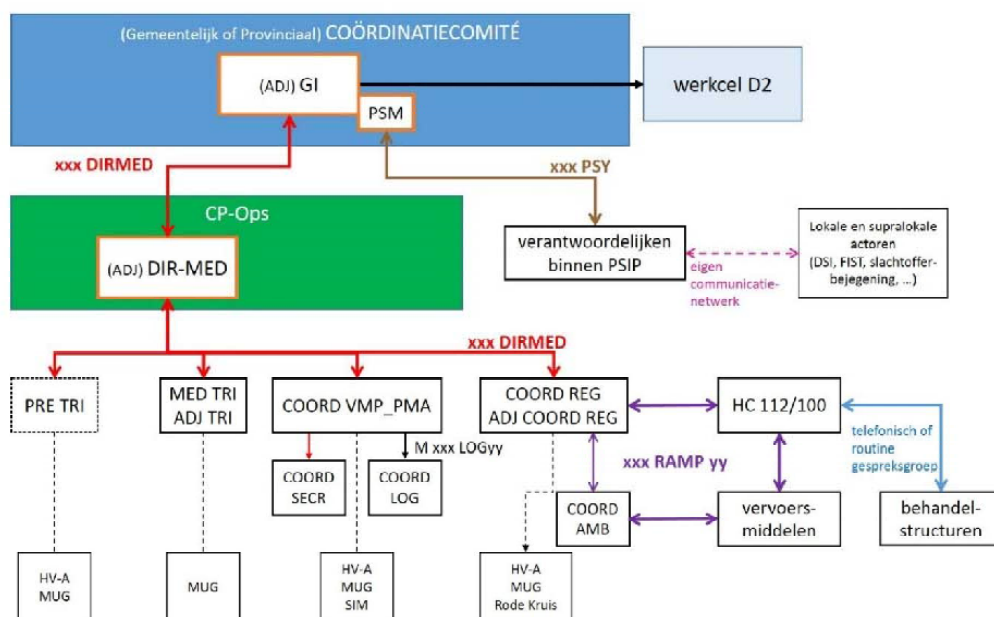 (Gemeentelijk of Provinciaal) COÖRDINATIECOMITÉ
(ADJ) GI
PSM
werkcel D2
xxx DIRMED
xxx PSY
CP-Ops
(ADJ) DIR-MED
verantwoordelijken
binnen PSIP
eigen
communicatie-
netwerk
Lokale en supralokale
actoren
(DSI, FIST, slachtoffer-
bejegening, ...)
xxx DIRMED
PRE TRI
MED TRI
ADJ TRI
COORD VMP_PMA
COORD REG
ADJ COORD REG
HC 112/100
M xxx LOGyy
xxx RAMP yy
telefonisch of
routine
gespreksgroep
COORD
SECR
COORD
LOG
COORD
AMB
vervoers-
middelen
behandel-
structuren
HV-A
MUG
MUG
HV-A
MUG
SIM
HV-A
MUG
Rode Kruis